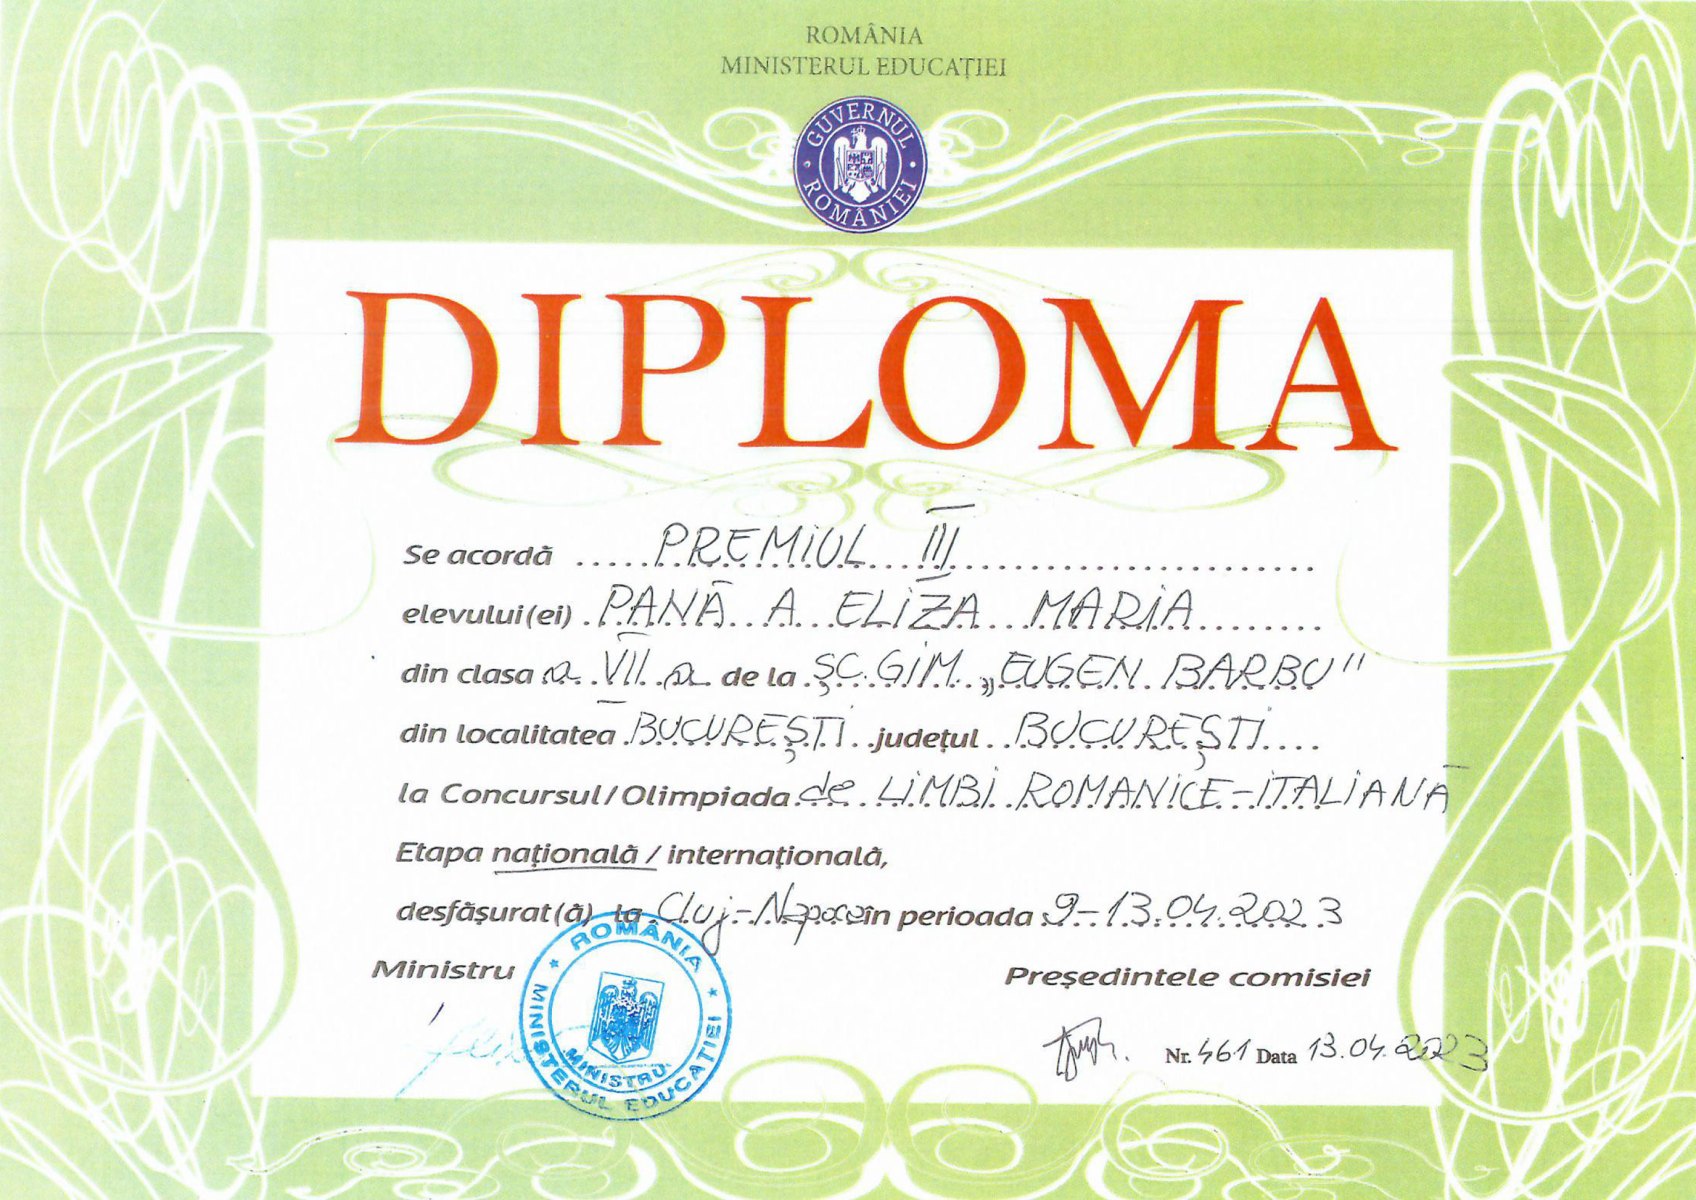 ROMÂNIA
MINISTERUL EDUCAȚIEI
GUVERNUL ROMÂNIEI
DIPLOMA
Se acordă ..... PREMIUL III
elevului(ei) PANĂ A ELIZA MARIA
din clasa a VII a de la ȘC. GIM. „EUGEN BARBU"
din localitatea BUCUREȘTI județul BUCUREȘTI
la Concursul/Olimpiada de LIMBI ROMANICE-ITALIANĂ
Etapa națională / internațională,
desfășurat(ă) la Cluj-Napoca în perioada 9-13.04.2023
Ministru
Președintele comisiei
ROMÂNIA
MINISTERUL EDUCAȚIEI
MINISTRU
Nr. 461 Data 13.04.2023